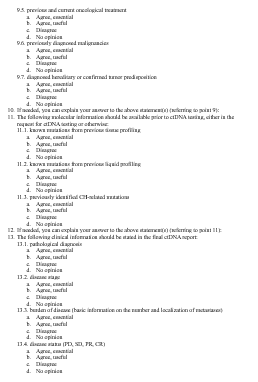 9.5. previous and current oncological treatment
a. Agree, essential
b. Agree, useful
c. Disagree
d. No opinion
9.6. previously diagnosed malignancies
a. Agree, essential
b. Agree, useful
c. Disagree
d. No opinion
9.7. diagnosed hereditary or confirmed tumor predisposition
a. Agree, essential
b. Agree, useful
c. Disagree
d. No opinion
10. If needed, you can explain your answer to the above statement(s) (referring to point 9):
11. The following molecular information should be available prior to ctDNA testing, either in the
request for ctDNA testing or otherwise:
11.1. known mutations from previous tissue profiling
a. Agree, essential
b. Agree, useful
c. Disagree
d. No opinion
11.2. known mutations from previous liquid profiling
a. Agree, essential
b. Agree, useful
c. Disagree
d. No opinion
11.3. previously identified CH-related mutations
a. Agree, essential
b. Agree, useful
c. Disagree
d. No opinion
12. If needed, you can explain your answer to the above statement(s) (referring to point 11):
13. The following clinical information should be stated in the final ctDNA report:
13.1. pathological diagnosis
a. Agree, essential
b. Agree, useful
c. Disagree
d. No opinion
13.2. disease stage
a. Agree, essential
b. Agree, useful
c. Disagree
d. No opinion
13.3. burden of disease (basic information on the number and localization of metastases)
a. Agree, essential
b. Agree, useful
c. Disagree
d. No opinion
13.4. disease status (PD, SD, PR, CR)
a. Agree, essential
b. Agree, useful
c. Disagree
d. No opinion